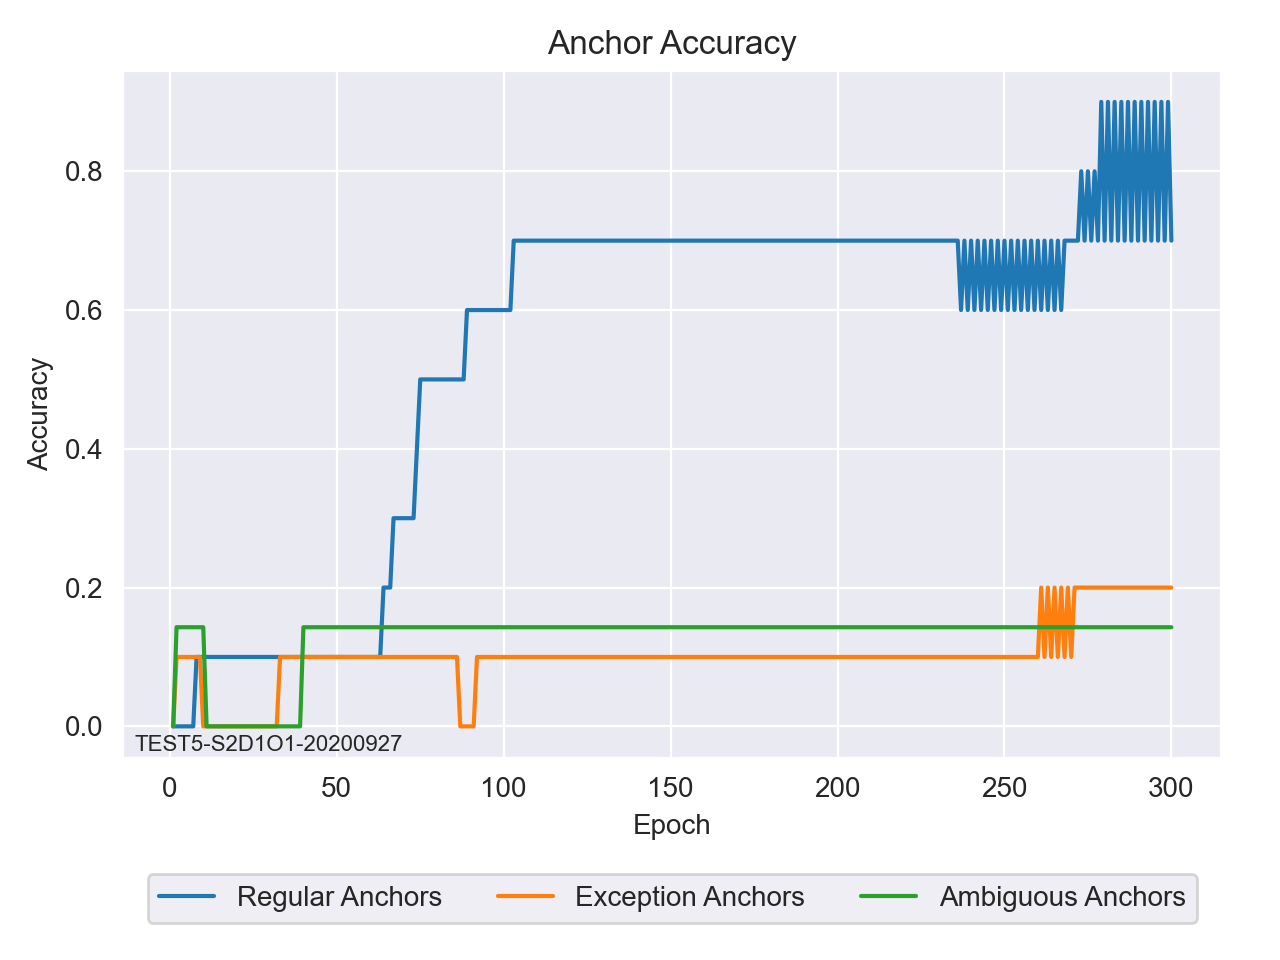 Anchor Accuracy
Accuracy
0.8
0.6
0.4
0.2
0.0
TEST5-S2D1O1-20200927
0 50 100 150 200 250 300
Epoch
Regular Anchors Exception Anchors Ambiguous Anchors